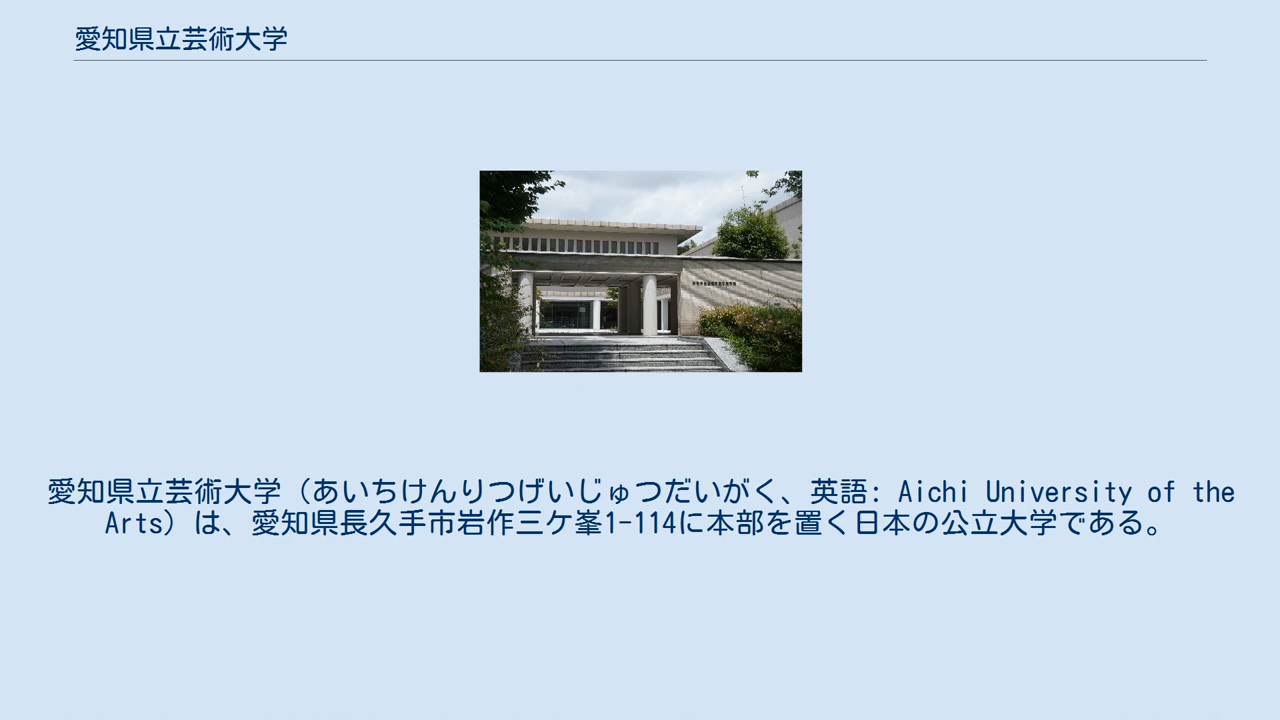 愛知県立芸術大学
愛知県立芸術大学（あいちけんりつげいじゅつだいがく、英語: Aichi University of the
Arts）は、愛知県長久手市岩作三ケ峯1-114に本部を置く日本の公立大学である。